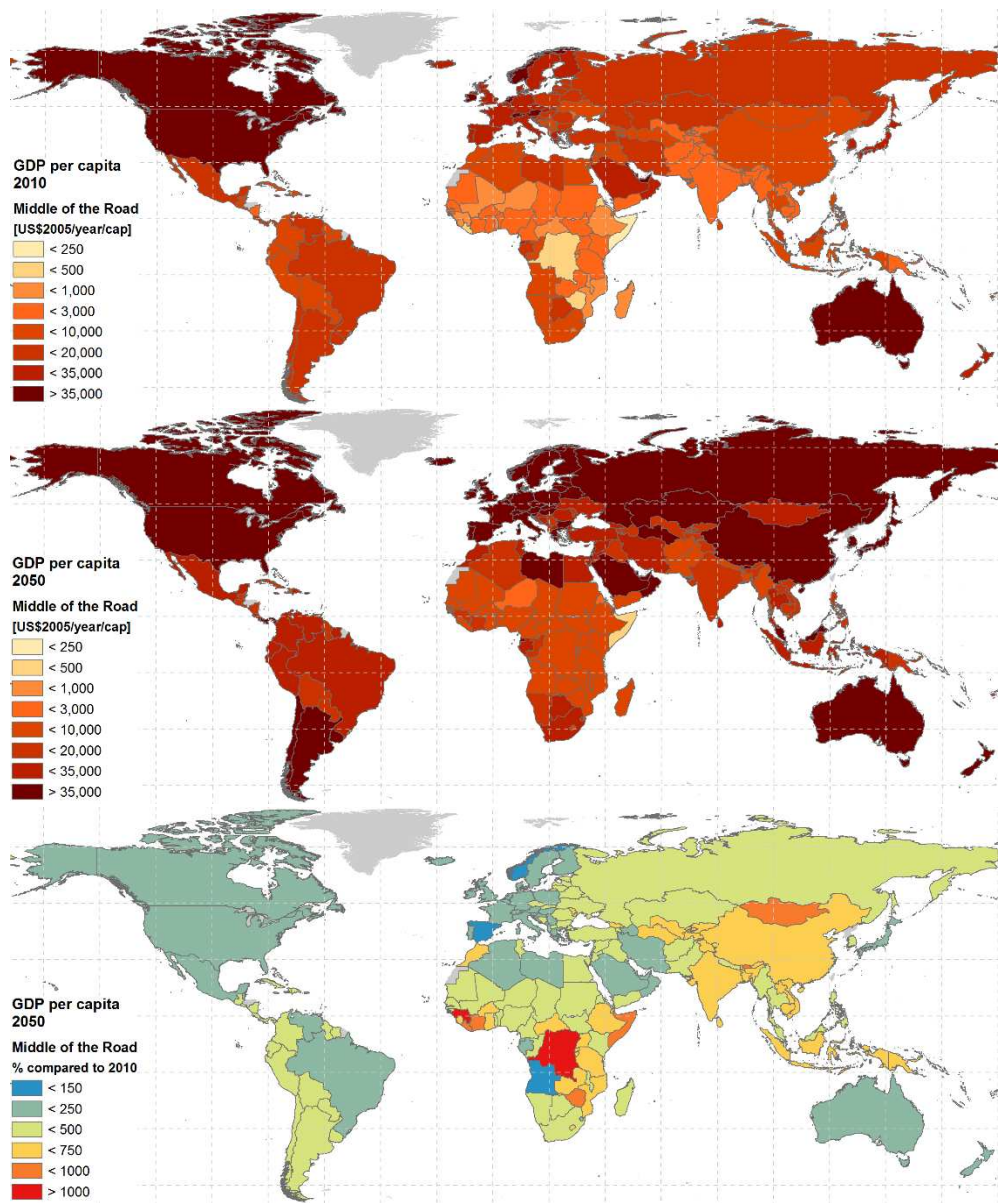 GDP per capita
2010
Middle of the Road
[US$2005/year/cap]
< 250
< 500
< 1,000
< 3,000
< 10,000
< 20,000
< 35,000
> 35,000
GDP per capita
2050
Middle of the Road
[US$2005/year/cap]
< 250
< 500
< 1,000
< 3,000
< 10,000
< 20,000
< 35,000
> 35,000
GDP per capita
2050
Middle of the Road
% compared to 2010
< 150
< 250
< 500
< 750
< 1000
> 1000